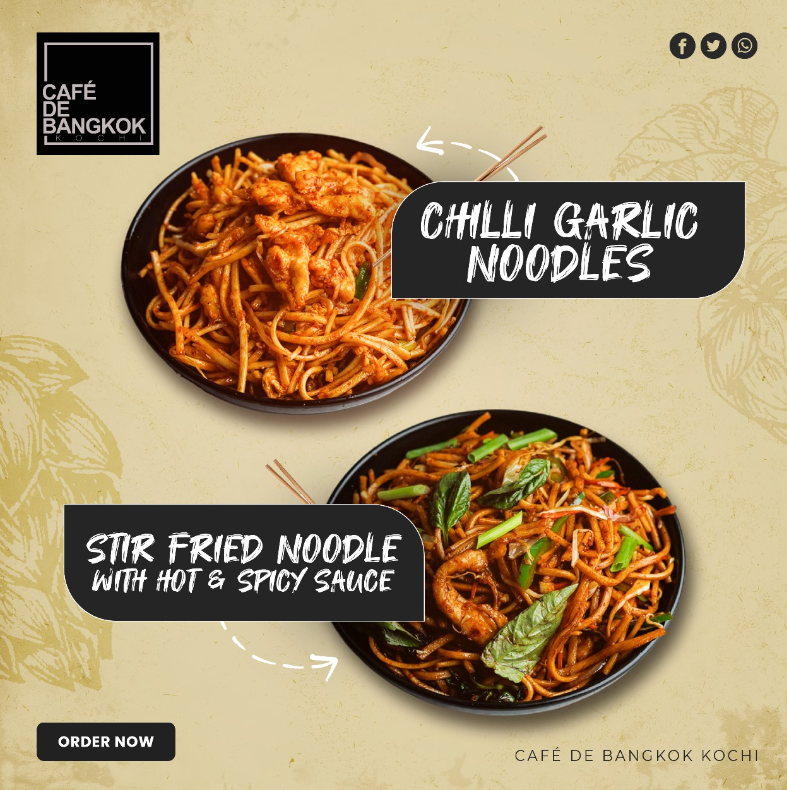 CAFÉ
DE
BANGKOK
KOCHI
CHILLI GARLIC
NOODLES
STIR FRIED NOODLE
WITH HOT & SPICY SAUCE
ORDER NOW
CAFÉ DE BANGKOK KOCHI